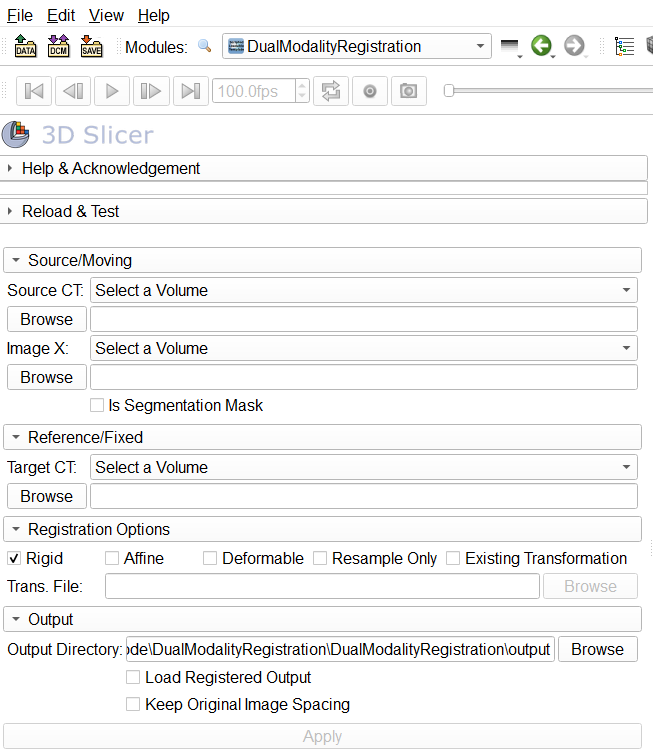 File Edit View Help
DATA DCM SAVE Modules: DualModalityRegistration
100.0fps
3D Slicer
Help & Acknowledgement
Reload & Test
Source/Moving
Source CT: Select a Volume
Browse
Image X: Select a Volume
Browse
Is Segmentation Mask
Reference/Fixed
Target CT: Select a Volume
Browse
Registration Options
Rigid Affine Deformable Resample Only Existing Transformation
Trans. File: Browse
Output
Output Directory: ode\DualModalityRegistration\DualModalityRegistration\output Browse
Load Registered Output
Keep Original Image Spacing
Apply